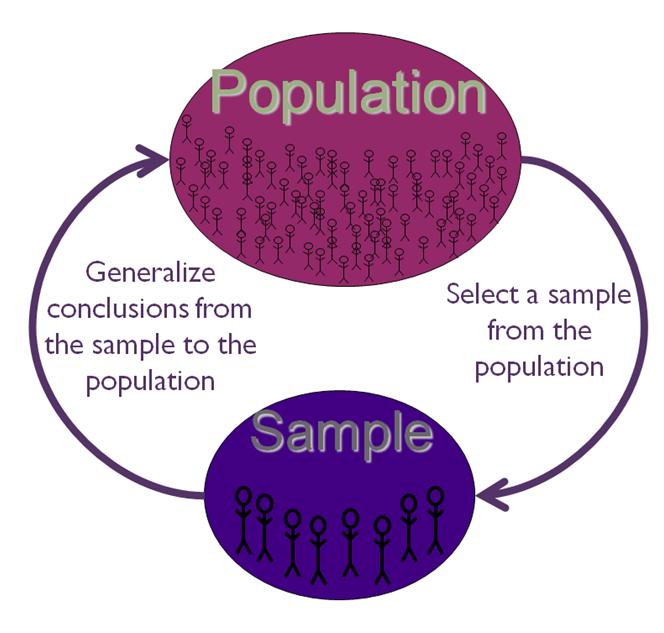 Population
Generalize
conclusions from
the sample to the
population
Select a sample
from the
population
Sample